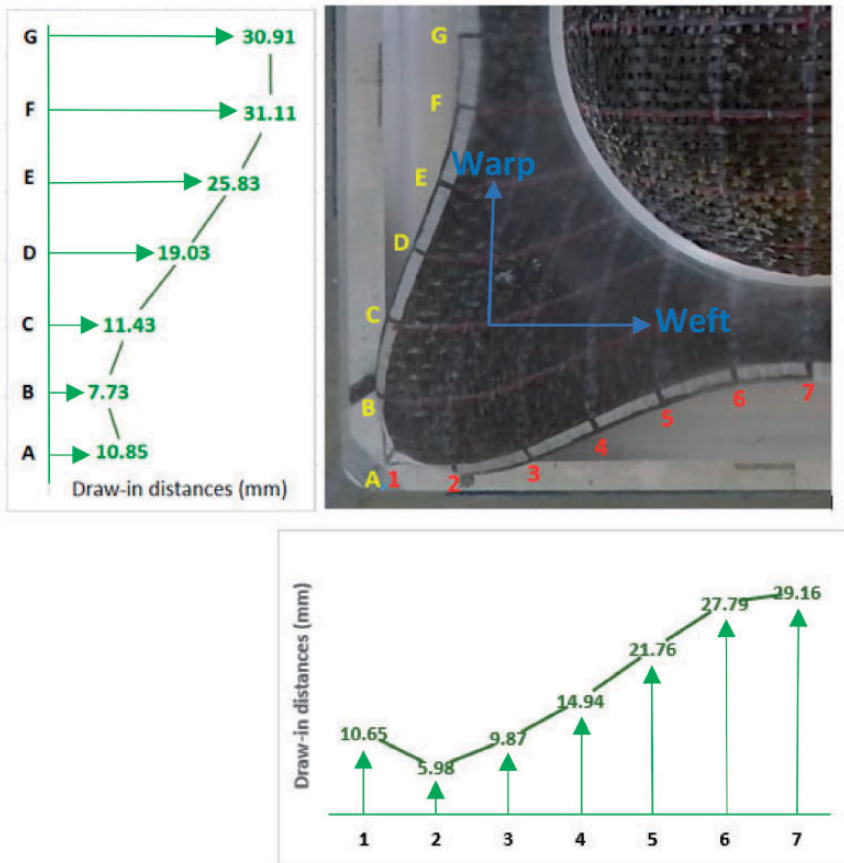 G 30.91
F 31.11
E 25.83
D 19.03
C 11.43
B 7.73
A 10.85
Draw-in distances (mm)
G
F
E
D
C
B
A
Warp
Weft
1
2
3
4
5
6
7
Draw-in distances (mm)
10.65
5.98
9.87
14.94
21.76
27.79
29.16
1 2 3 4 5 6 7